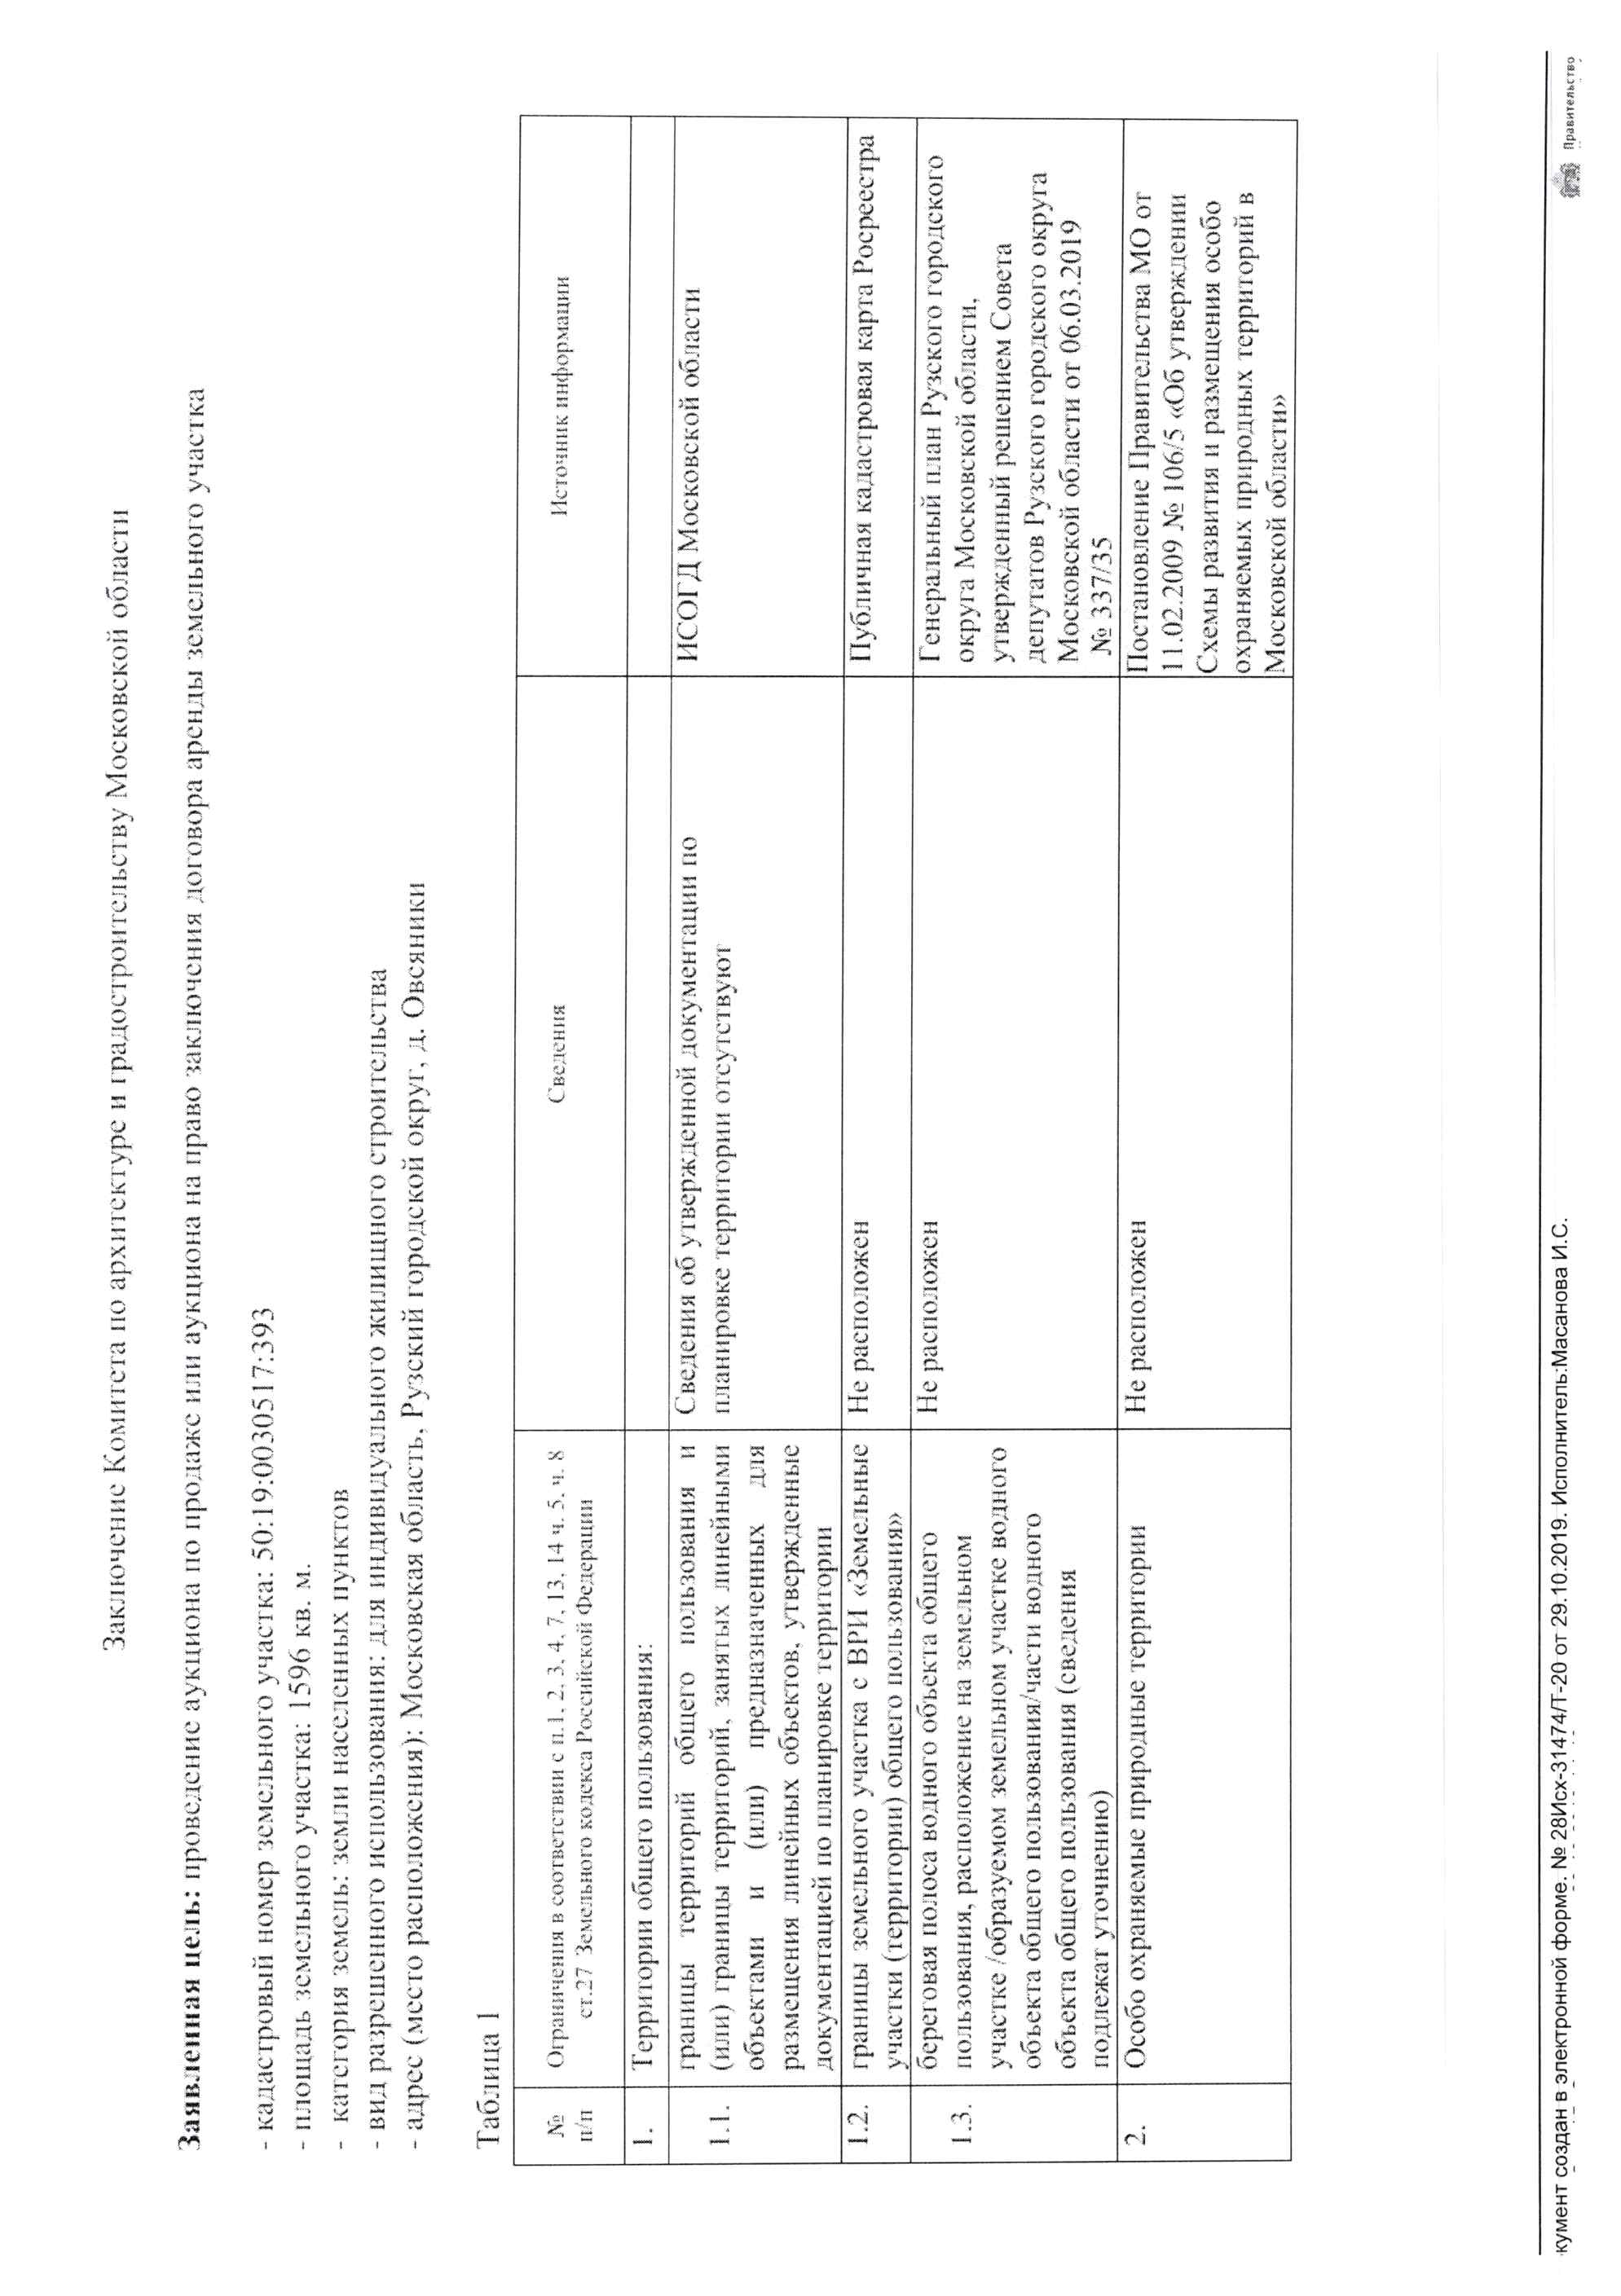 Заключение Комитета по архитектуре и градостроительству Московской области
Заявленная цель: проведение аукциона по продаже или аукциона на право заключения договора аренды земельного участка
- кадастровый номер земельного участка: 50:19:0030517:393
- площадь земельного участка: 1596 кв. м.
- категория земель: земли населенных пунктов
- вид разрешенного использования: для индивидуального жилищного строительства
- адрес (место расположения): Московская область, Рузский городской округ, д. Овсяники
Таблица 1
№
п/п
Ограничения в соответствии с п.1, 2, 3, 4, 7, 13, 14 ч. 5, ч. 8
ст.27 Земельного кодекса Российской Федерации
Сведения
Источник информации
1.
Территории общего пользования:
1.1.
границы территорий общего пользования и
(или) границы территорий, занятых линейными
объектами и (или) предназначенных для
размещения линейных объектов, утвержденные
документацией по планировке территории
Сведения об утвержденной документации по
планировке территории отсутствуют
ИСОГД Московской области
1.2.
границы земельного участка с ВРИ «Земельные
участки (территории) общего пользования»
Не расположен
Публичная кадастровая карта Росреестра
1.3.
береговая полоса водного объекта общего
пользования, расположение на земельном
участке /образуемом земельном участке водного
объекта общего пользования/части водного
объекта общего пользования (сведения
подлежат уточнению)
Не расположен
Генеральный план Рузского городского
округа Московской области,
утвержденный решением Совета
депутатов Рузского городского округа
Московской области от 06.03.2019
№ 337/35
2.
Особо охраняемые природные территории
Не расположен
Постановление Правительства МО от
11.02.2009 № 106/5 «Об утверждении
Схемы развития и размещения особо
охраняемых природных территорий в
Московской области»
кумент создан в электронной форме. № 28Исх-31474/Т-20 от 29.10.2019. Исполнитель:Масанова И.С.
Правительство